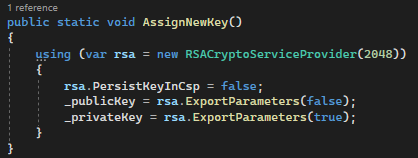 1 reference
public static void AssignNewKey()
{
using (var rsa = new RSACryptoServiceProvider(2048))
{
rsa.PersistKeyInCsp = false;
_publicKey = rsa.ExportParameters(false);
_privateKey = rsa.ExportParameters(true);
}
}